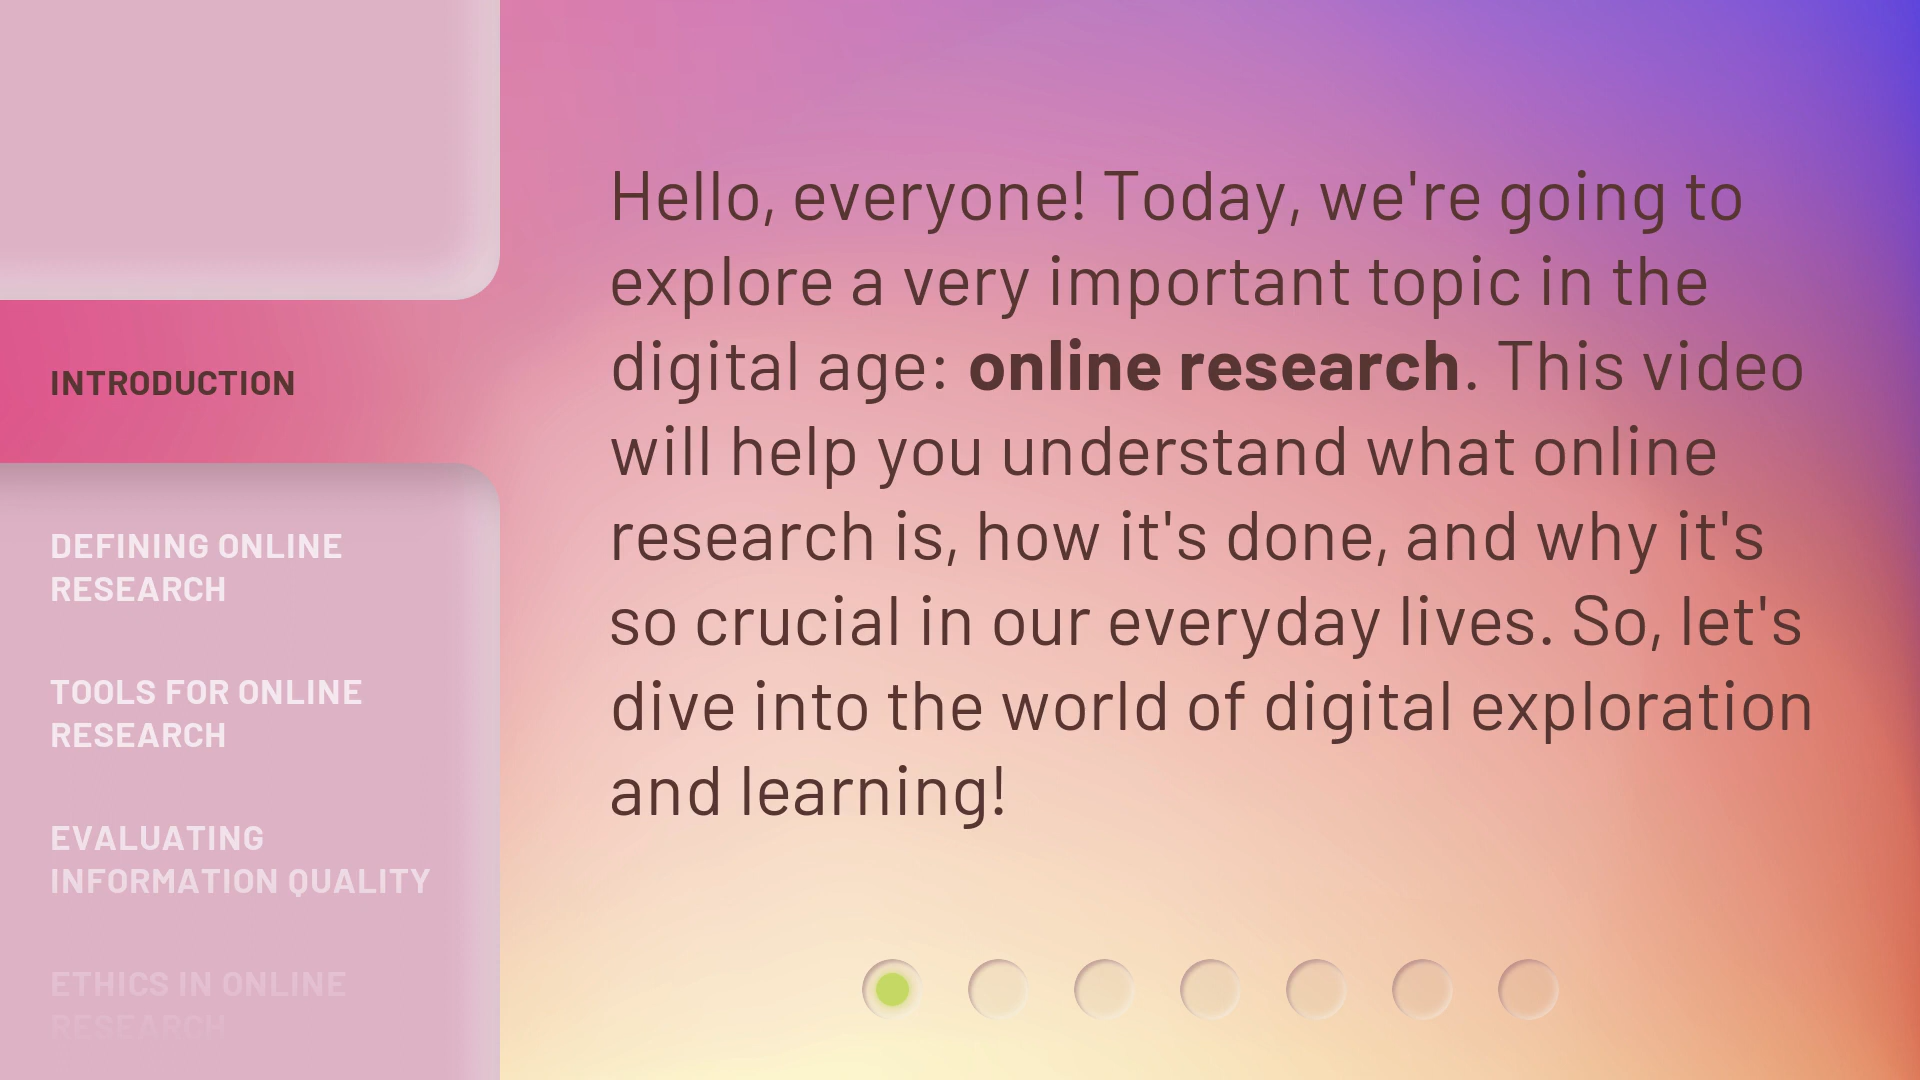 INTRODUCTION
DEFINING ONLINE
RESEARCH
TOOLS FOR ONLINE
RESEARCH
EVALUATING
INFORMATION QUALITY
ETHICS IN ONLINE
RESEARCH
Hello, everyone! Today, we're going to
explore a very important topic in the
digital age: online research. This video
will help you understand what online
research is, how it's done, and why it's
so crucial in our everyday lives. So, let's
dive into the world of digital exploration
and learning!